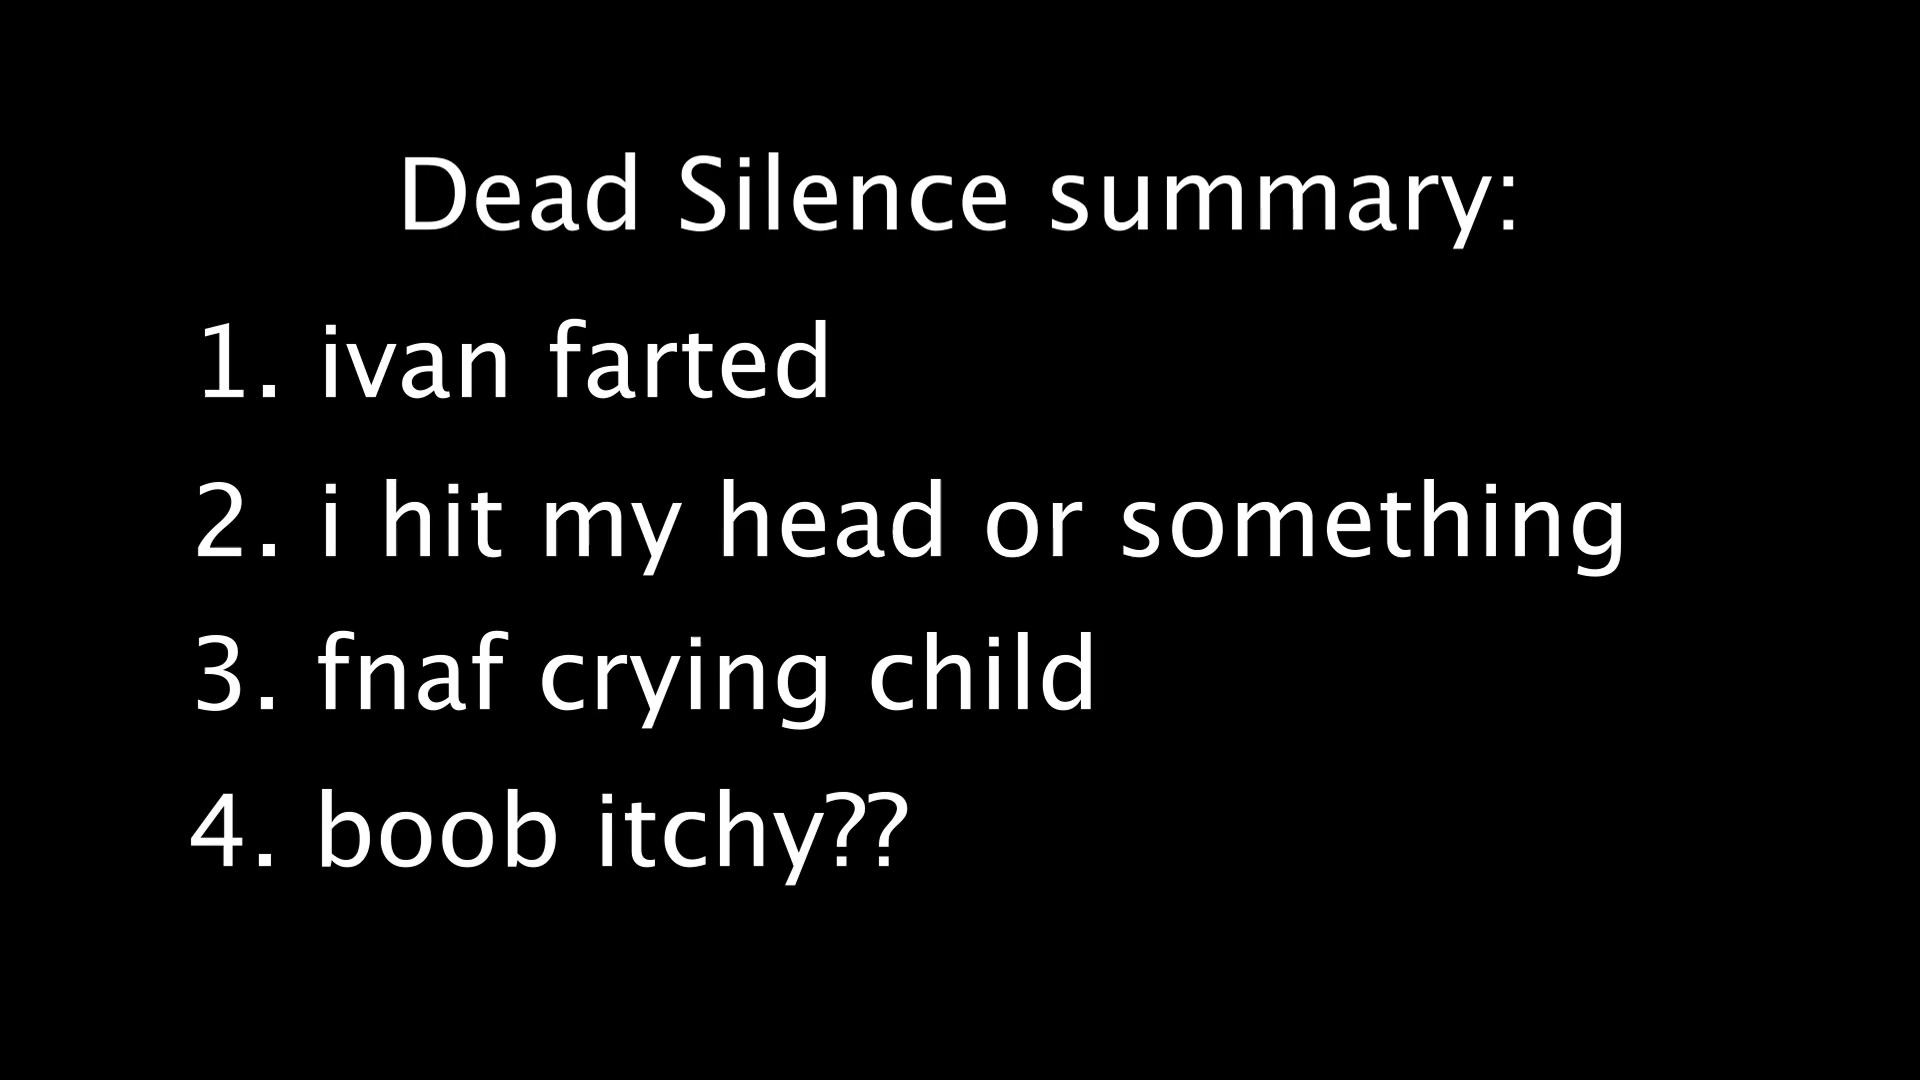 Dead Silence summary:
1. ivan farted
2. i hit my head or something
3. fnaf crying child
4. boob itchy??